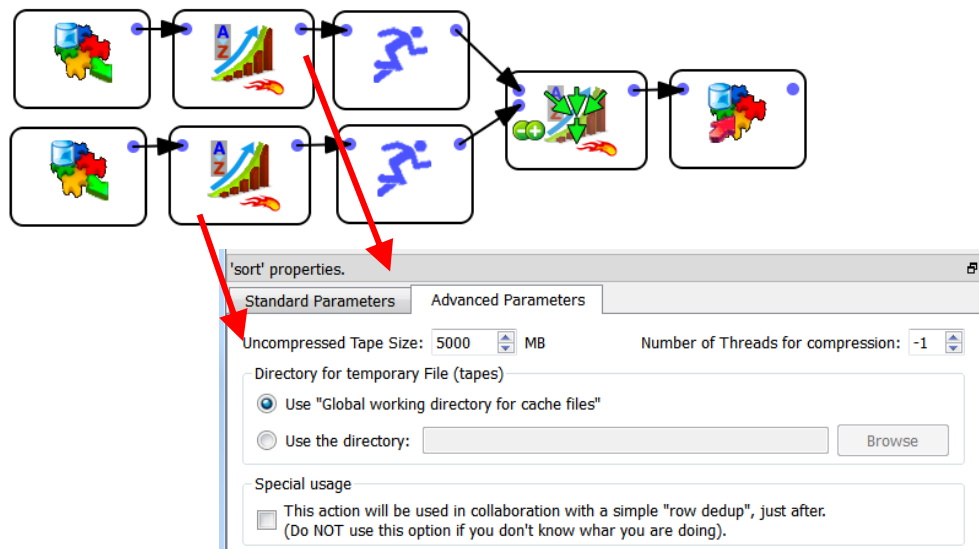 A
Z
A
Z
A
Z
'sort' properties.
Standard Parameters
Advanced Parameters
Uncompressed Tape Size: 5000 MB
Number of Threads for compression: -1
Directory for temporary File (tapes)
Use "Global working directory for cache files"
Use the directory:
Browse
Special usage
This action will be used in collaboration with a simple "row dedup", just after.
(Do NOT use this option if you don't know whar you are doing).